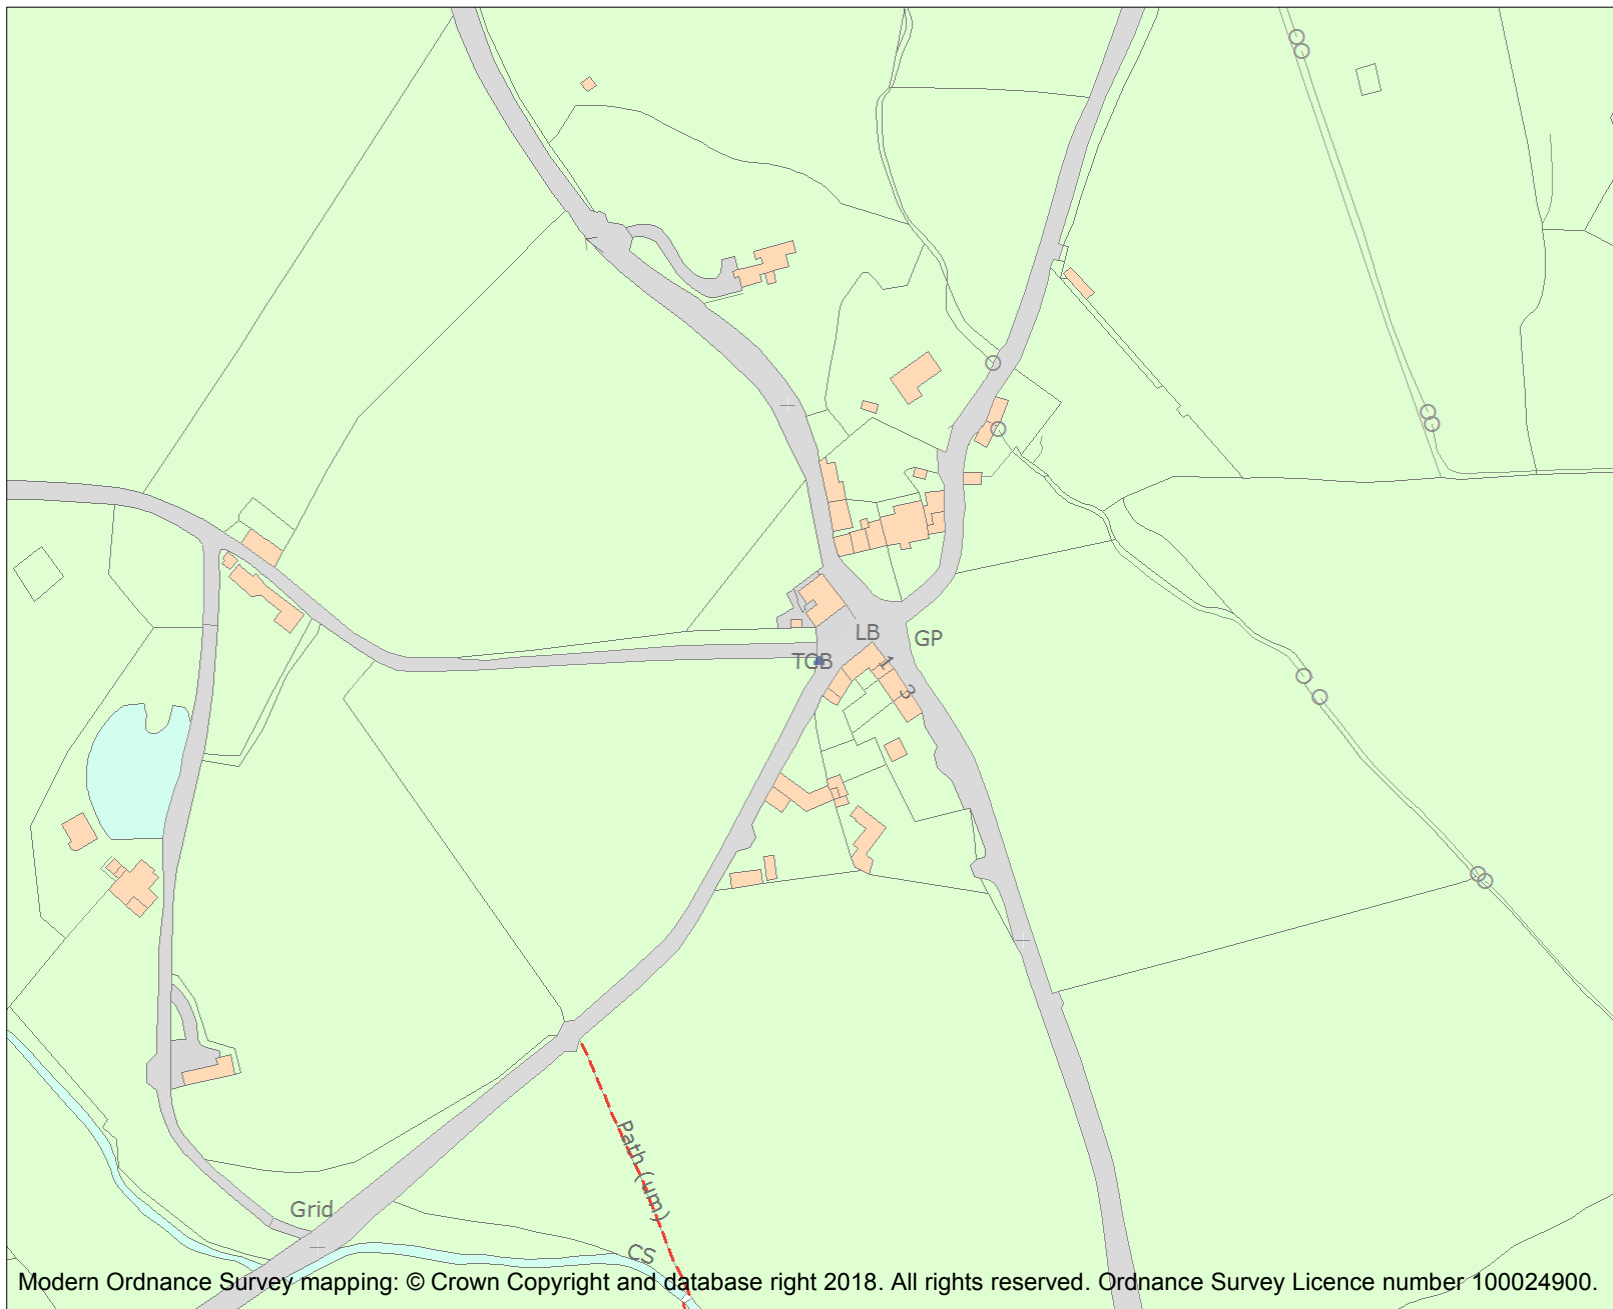 LB
GP
TCB
1
3
Path (um)
Grid
CS
Modern Ordnance Survey mapping: © Crown Copyright and database right 2018. All rights reserved. Ordnance Survey Licence number 100024900.